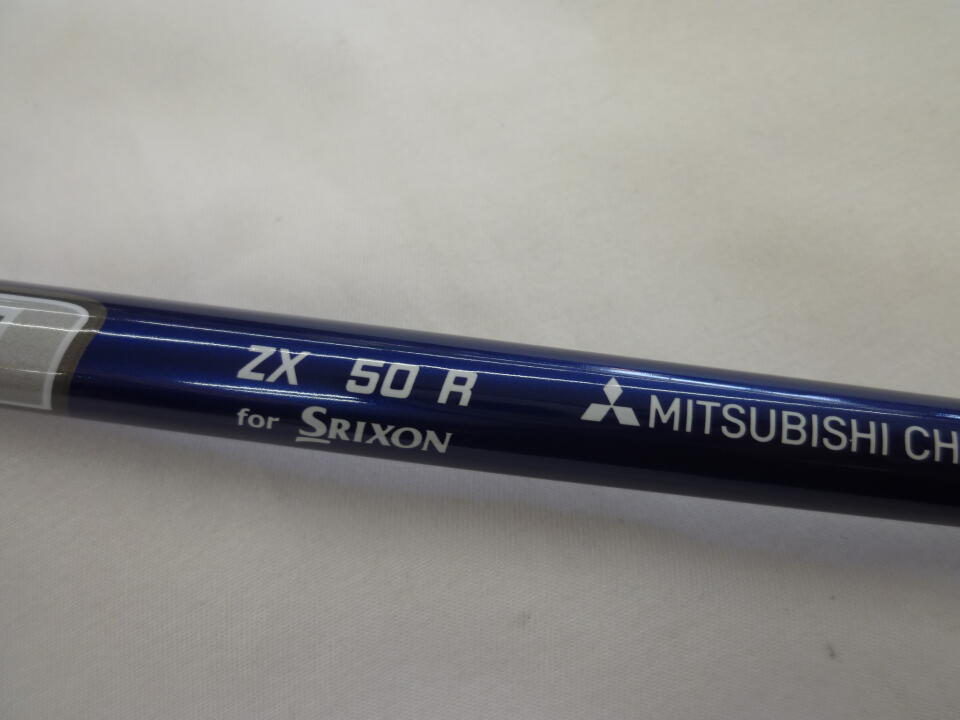 ZX 50 R
for SRIXON
MITSUBISHI CH